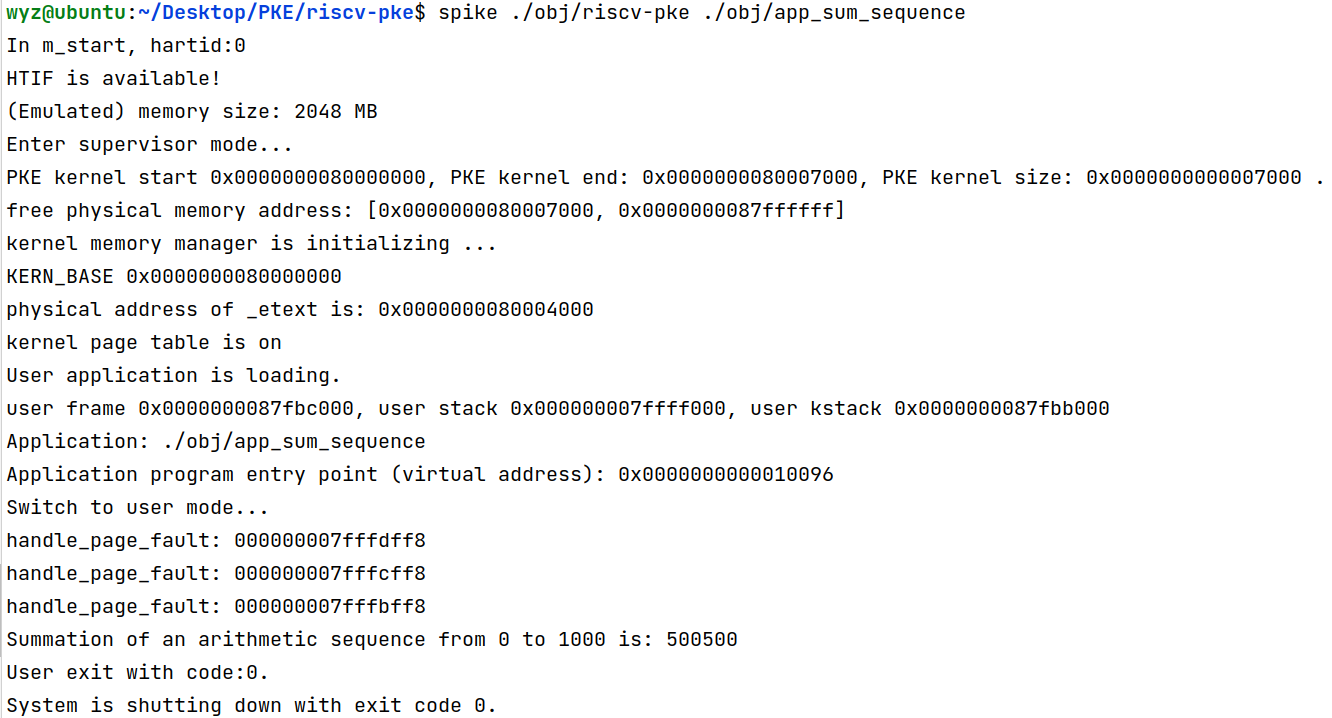 wyz@ubuntu:~/Desktop/PKE/riscv-pke$ spike ./obj/riscv-pke ./obj/app_sum_sequence
In m_start, hartid:0
HTIF is available!
(Emulated) memory size: 2048 MB
Enter supervisor mode...
PKE kernel start 0x0000000080000000, PKE kernel end: 0x0000000080007000, PKE kernel size: 0x0000000000007000 .
free physical memory address: [0x0000000080007000, 0x0000000087ffffff]
kernel memory manager is initializing ...
KERN_BASE 0x0000000080000000
physical address of _etext is: 0x0000000080004000
kernel page table is on
User application is loading.
user frame 0x0000000087fbc000, user stack 0x000000007ffff000, user kstack 0x0000000087fbb000
Application: ./obj/app_sum_sequence
Application program entry point (virtual address): 0x0000000000010096
Switch to user mode...
handle_page_fault: 000000007fffdff8
handle_page_fault: 000000007fffcff8
handle_page_fault: 000000007fffbff8
Summation of an arithmetic sequence from 0 to 1000 is: 500500
User exit with code:0.
System is shutting down with exit code 0.